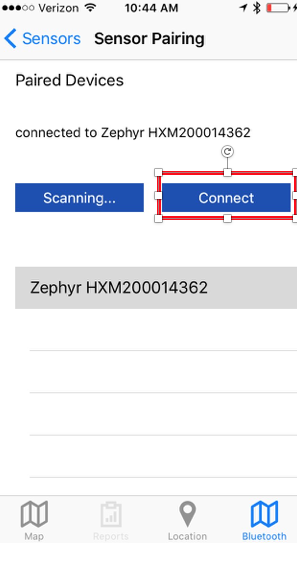 Verizon 10:44 AM
Sensors Sensor Pairing
Paired Devices
connected to Zephyr HXM200014362
Scanning... Connect
Zephyr HXM200014362
Map Reports Location Bluetooth